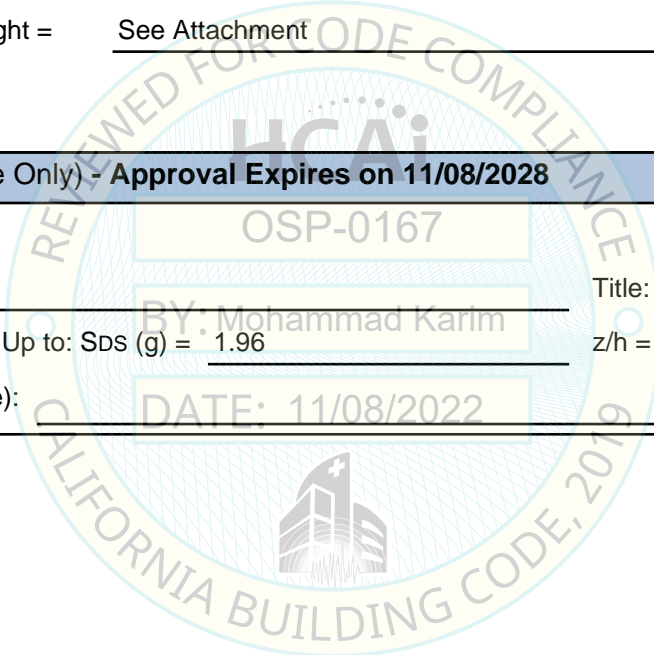 ght = See Attachment
REVIEWED FOR CODE COMPLIANCE
HCAi
e Only) - Approval Expires on 11/08/2028
OSP-0167
Title:
BY: Mohammad Karim
Up to: SDS (g) = 1.96 z/h =
e):
DATE: 11/08/2022
CALIFORNIA BUILDING CODE, 2019